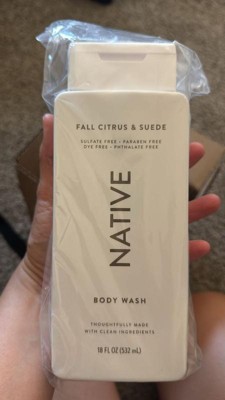 FALL CITRUS & SUEDE
SULFATE FREE • PARABEN FREE
DYE FREE • PHTHALATE FREE
NATIVE
BODY WASH
THOUGHTFULLY MADE
WITH CLEAN INGREDIENTS
18 FL OZ (532 mL)